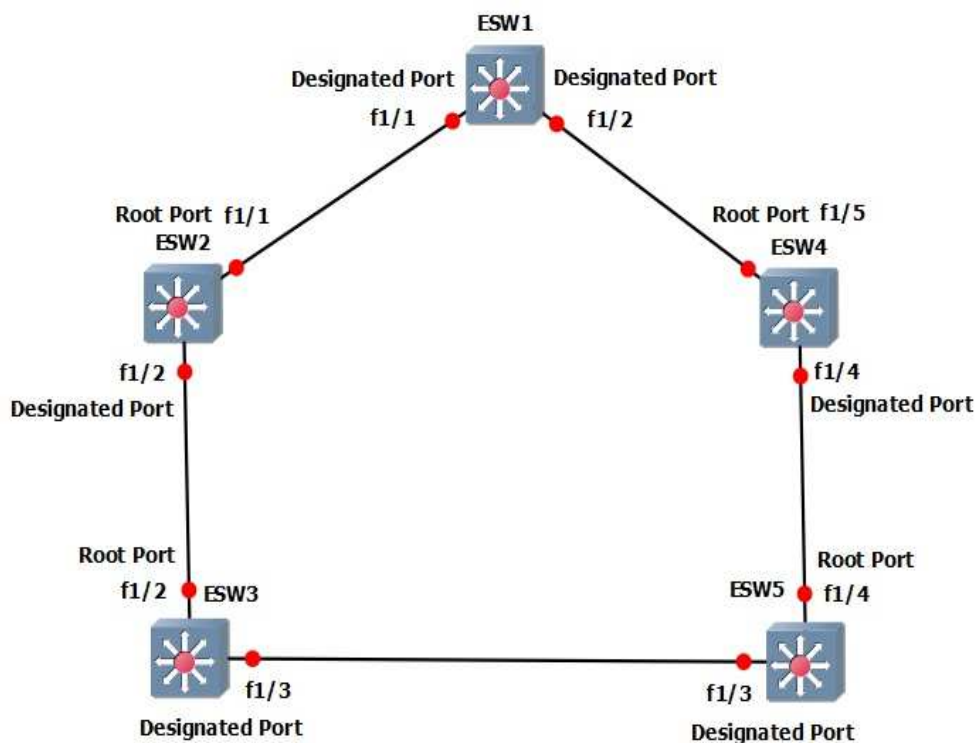 ESW1
Designated Port
Designated Port
f1/1
f1/2
Root Port f1/1
ESW2
Root Port f1/5
ESW4
f1/2
Designated Port
f1/4
Designated Port
Root Port
f1/2
ESW3
Root Port
ESW5
f1/4
f1/3
Designated Port
f1/3
Designated Port